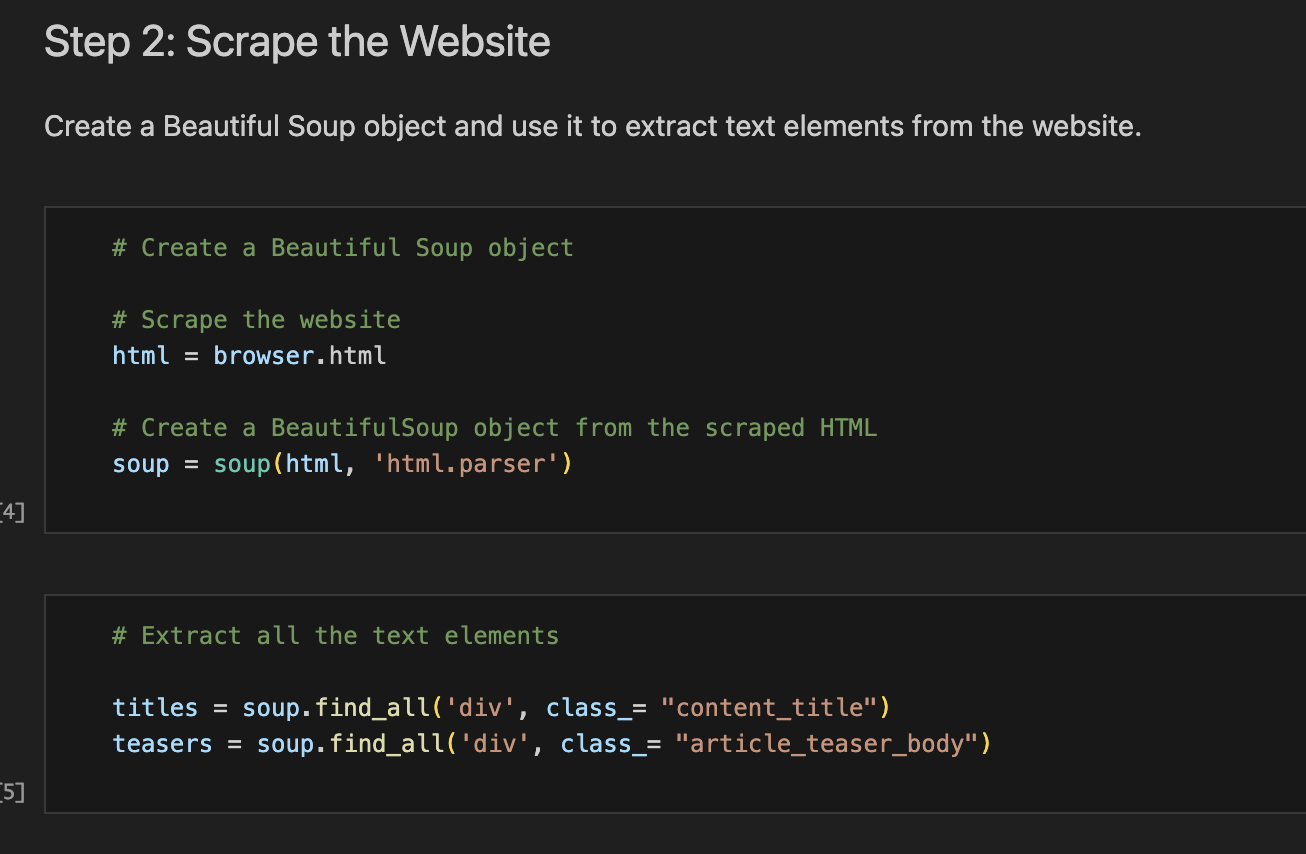 Step 2: Scrape the Website
Create a Beautiful Soup object and use it to extract text elements from the website.
# Create a Beautiful Soup object
# Scrape the website
html = browser.html
# Create a BeautifulSoup object from the scraped HTML
soup = soup(html, 'html.parser')
[4]
# Extract all the text elements
titles = soup.find_all('div', class_= "content_title")
teasers = soup.find_all('div', class_= "article_teaser_body")
[5]